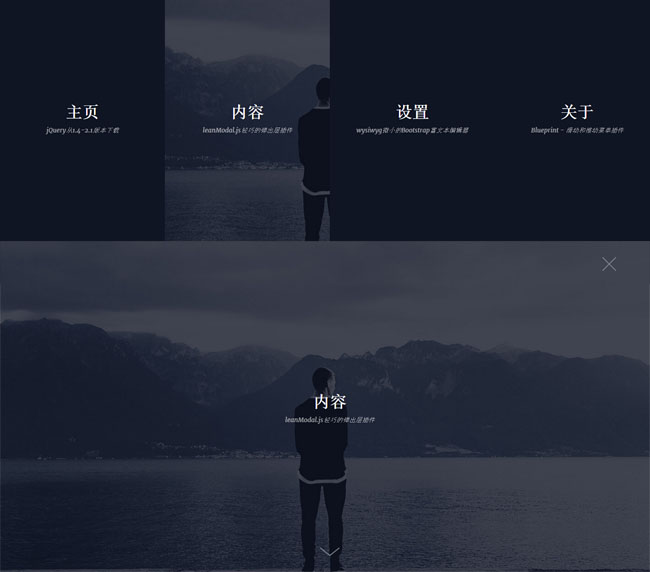 主页
jQuery从1.4-2.1版本下载
内容
leanModal.js轻巧的弹出层插件
设置
wysiwyg微小的Bootstrap富文本编辑器
关于
Blueprint - 滑动和推动菜单插件
内容
leanModal.js轻巧的弹出层插件